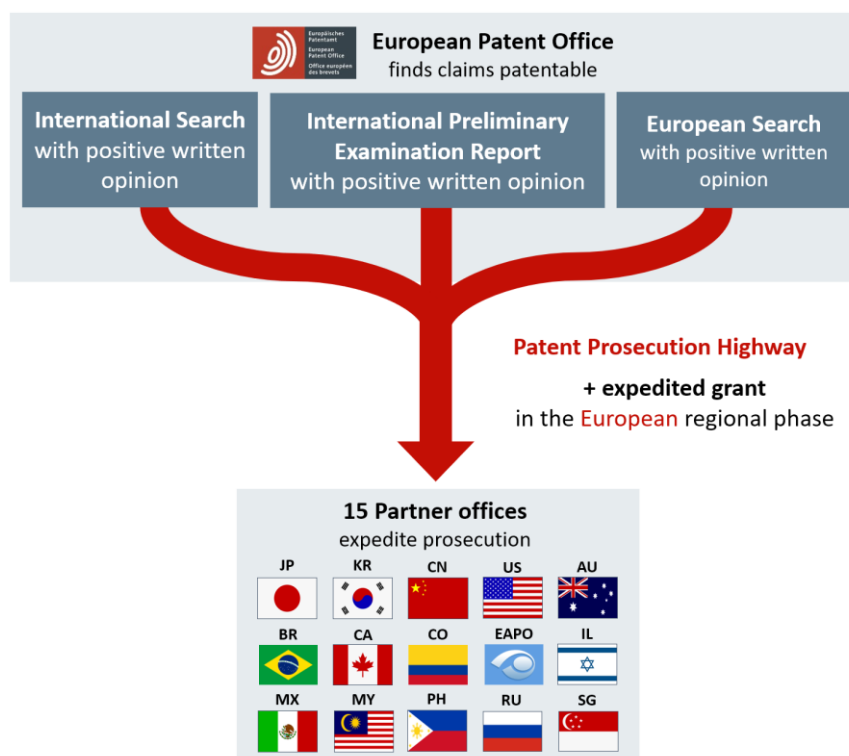 Europäisches
Patentamt
European
Patent Office
Office européen
des brevets
European Patent Office
finds claims patentable
International Search
with positive written
opinion
International Preliminary
Examination Report
with positive written opinion
European Search
with positive written
opinion
Patent Prosecution Highway
+ expedited grant
in the European regional phase
15 Partner offices
expedite prosecution
JP KR CN US AU
BR CA CO EAPO IL
MX MY PH RU SG